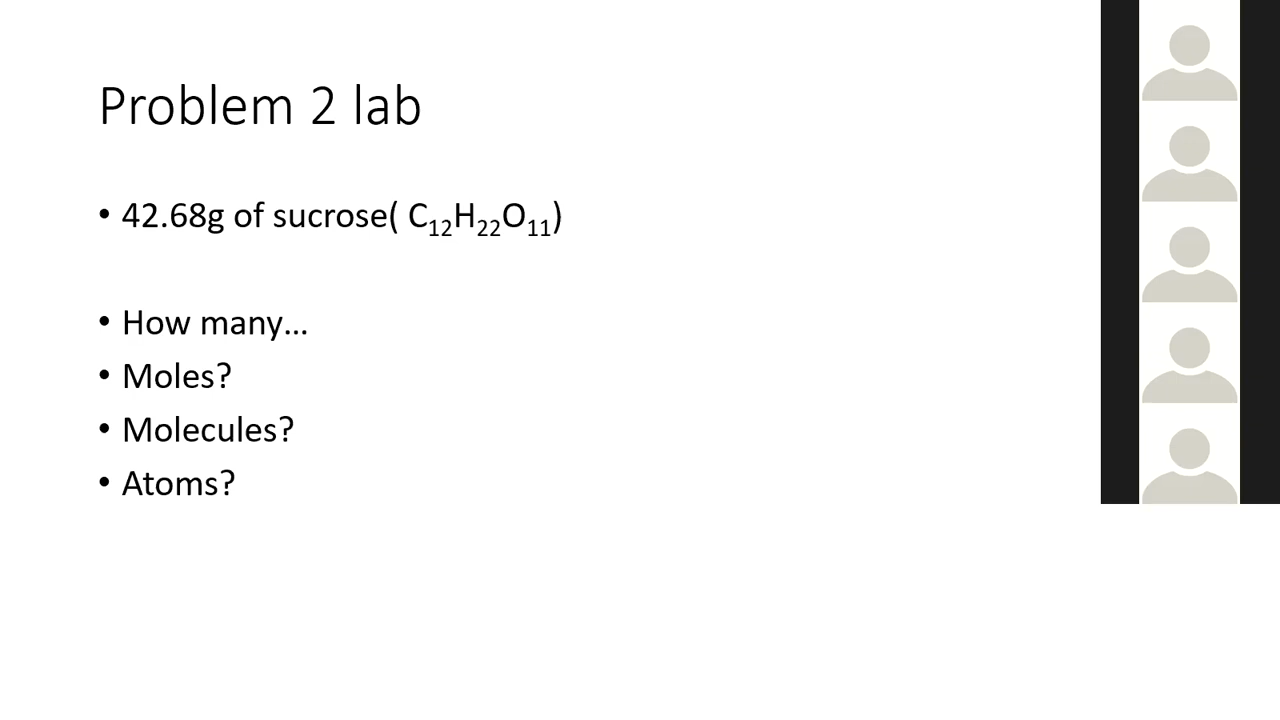 Problem 2 lab
• 42.68g of sucrose( C₁₂H₂₂O₁₁)
• How many...
• Moles?
• Molecules?
• Atoms?